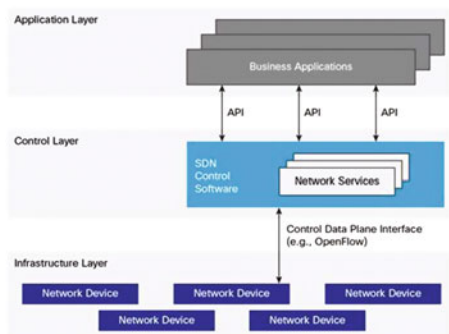 Application Layer
Business Applications
API API API
Control Layer
SDN
Control
Software
Network Services
Control Data Plane Interface
(e.g., OpenFlow)
Infrastructure Layer
Network Device Network Device Network Device
Network Device Network Device